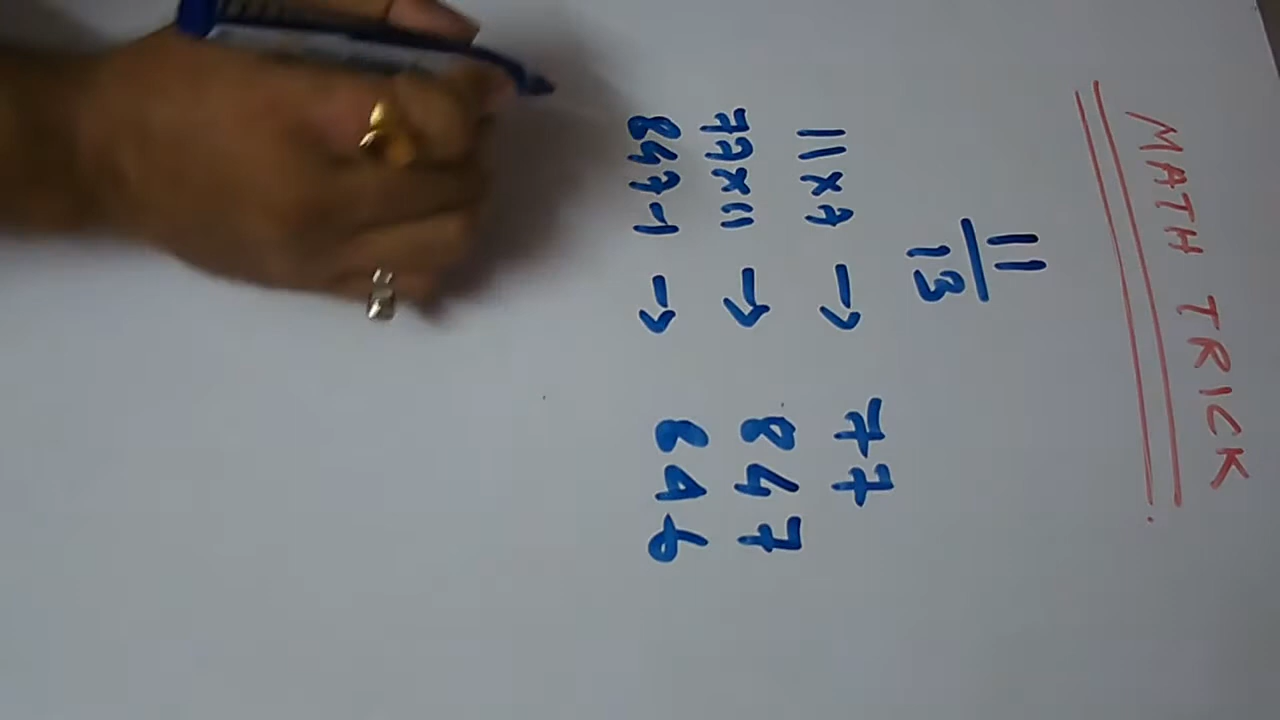 MATH TRICK
11
13
11 x 7 → 77
77 x 11 → 847
847-1 → 846